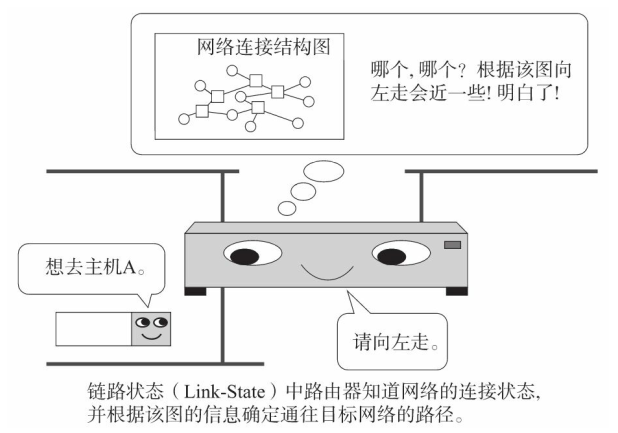 网络连接结构图
哪个,哪个？根据该图向
左走会近一些!明白了!
想去主机A。
请向左走。
链路状态（Link-State）中路由器知道网络的连接状态,
并根据该图的信息确定通往目标网络的路径。